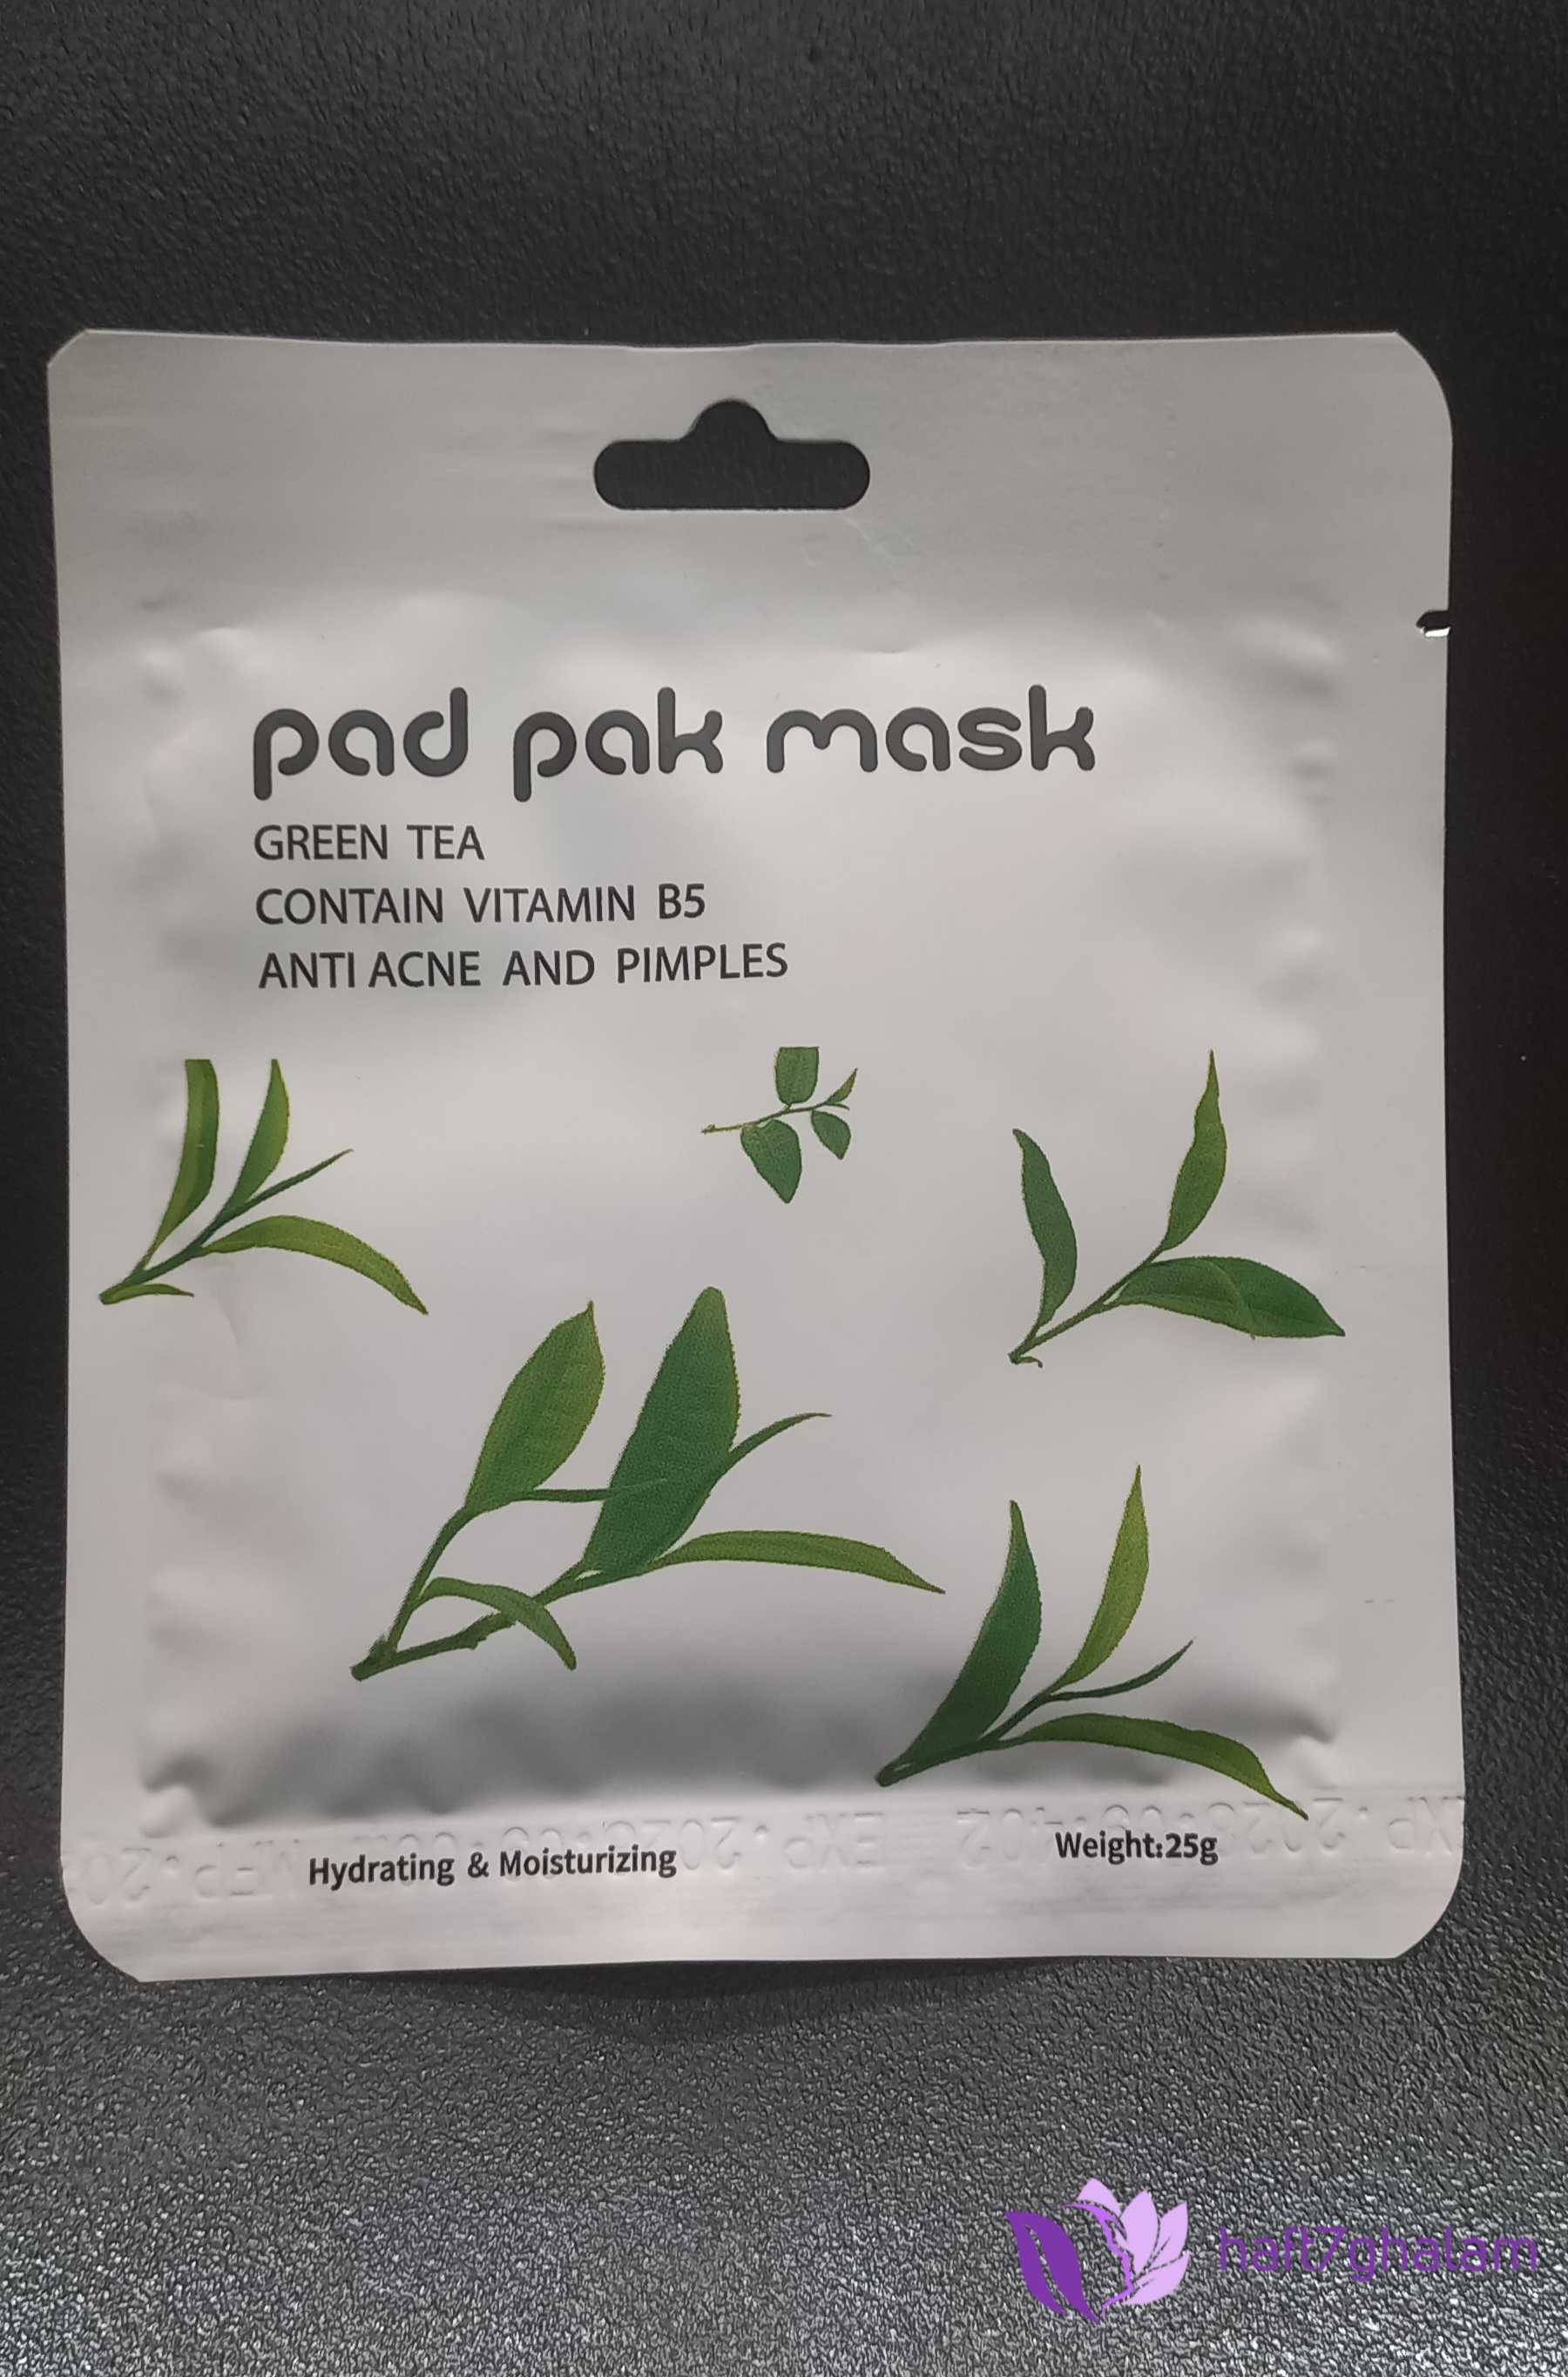 pad pak mask
GREEN TEA
CONTAIN VITAMIN B5
ANTI ACNE AND PIMPLES
Hydrating & Moisturizing
Weight:25g
haft7ghalam